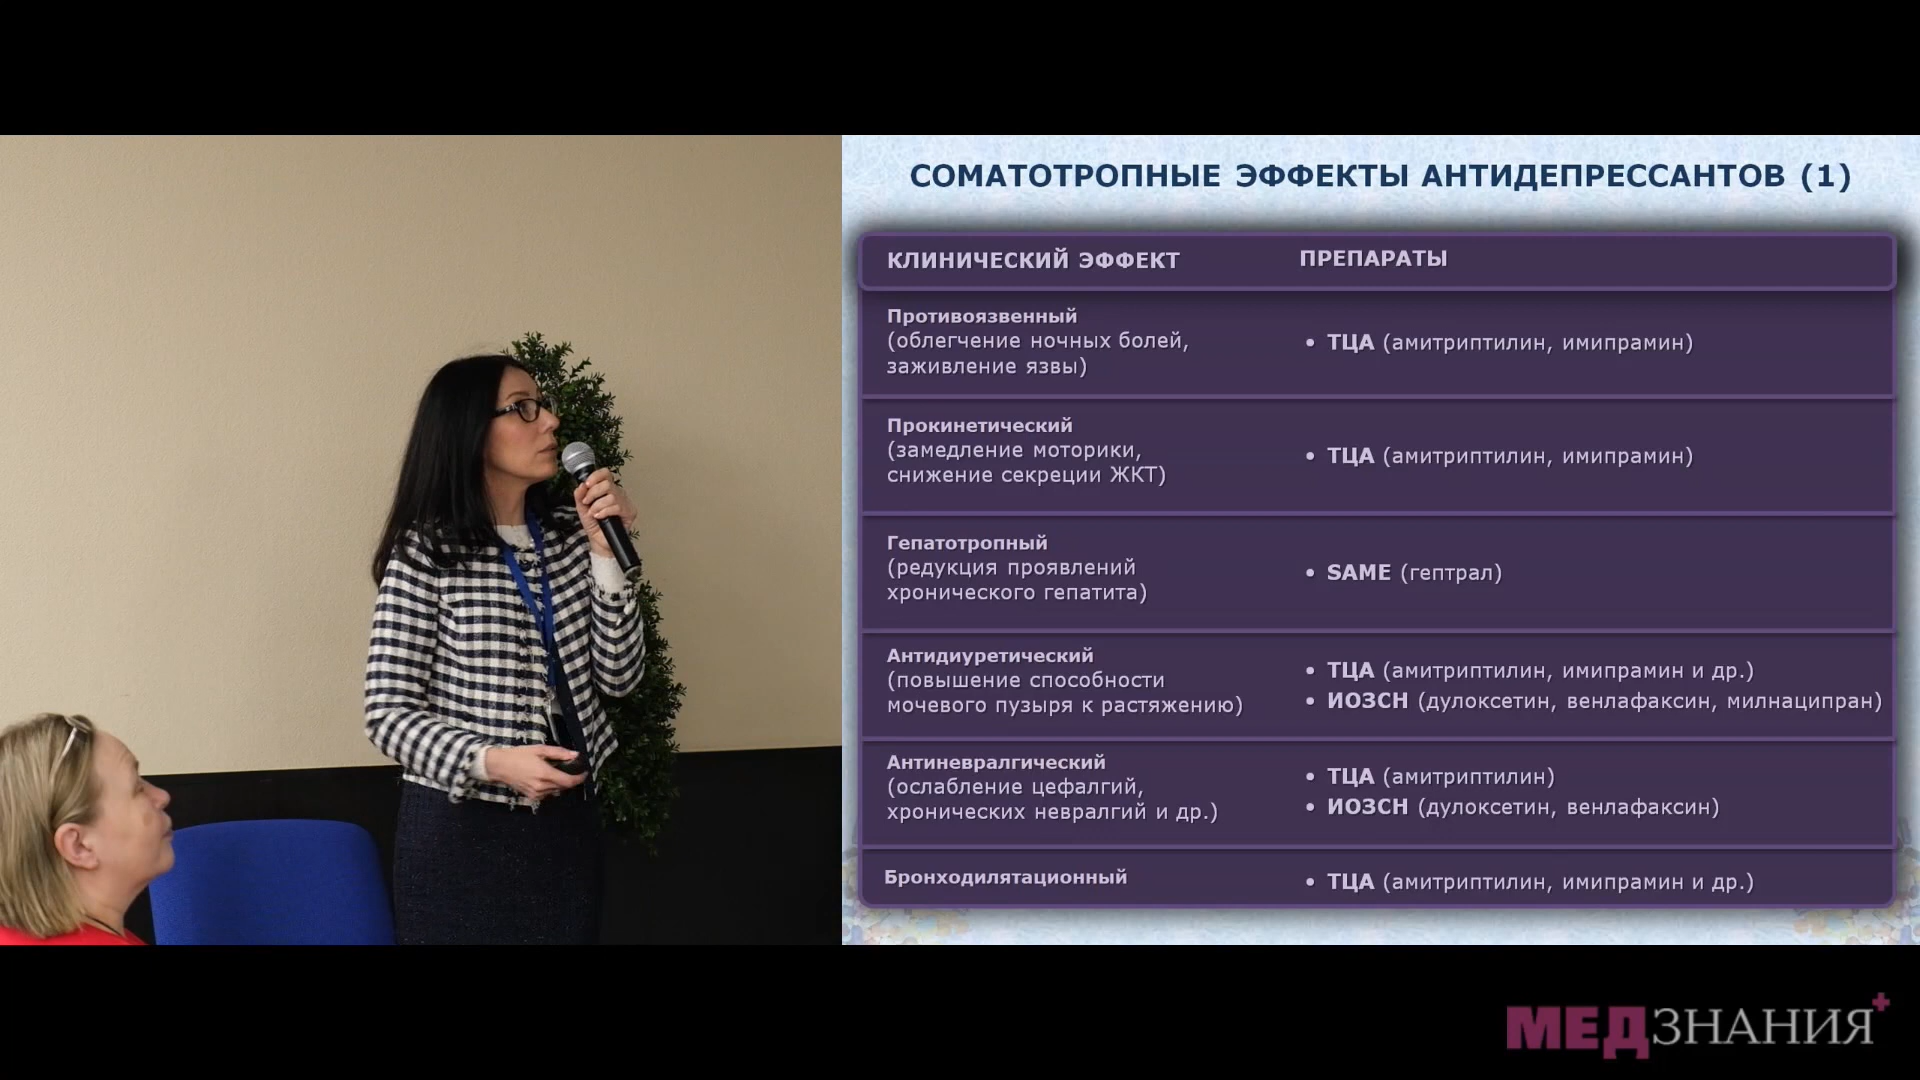 СОМАТОТРОПНЫЕ ЭФФЕКТЫ АНТИДЕПРЕССАНТОВ (1)
КЛИНИЧЕСКИЙ ЭФФЕКТ
ПРЕПАРАТЫ
Противоязвенный
(облегчение ночных болей,
заживление язвы)
• ТЦА (амитриптилин, имипрамин)
Прокинетический
(замедление моторики,
снижение секреции ЖКТ)
• ТЦА (амитриптилин, имипрамин)
Гепатотропный
(редукция проявлений
хронического гепатита)
• SAME (гептрал)
Антидиуретический
(повышение способности
мочевого пузыря к растяжению)
• ТЦА (амитриптилин, имипрамин и др.)
• ИОЗСН (дулоксетин, венлафаксин, милнаципран)
Антиневралгический
(ослабление цефалгий,
хронических невралгий и др.)
• ТЦА (амитриптилин)
• ИОЗСН (дулоксетин, венлафаксин)
Бронходилятационный
• ТЦА (амитриптилин, имипрамин и др.)
МЕДЗНАНИЯ+